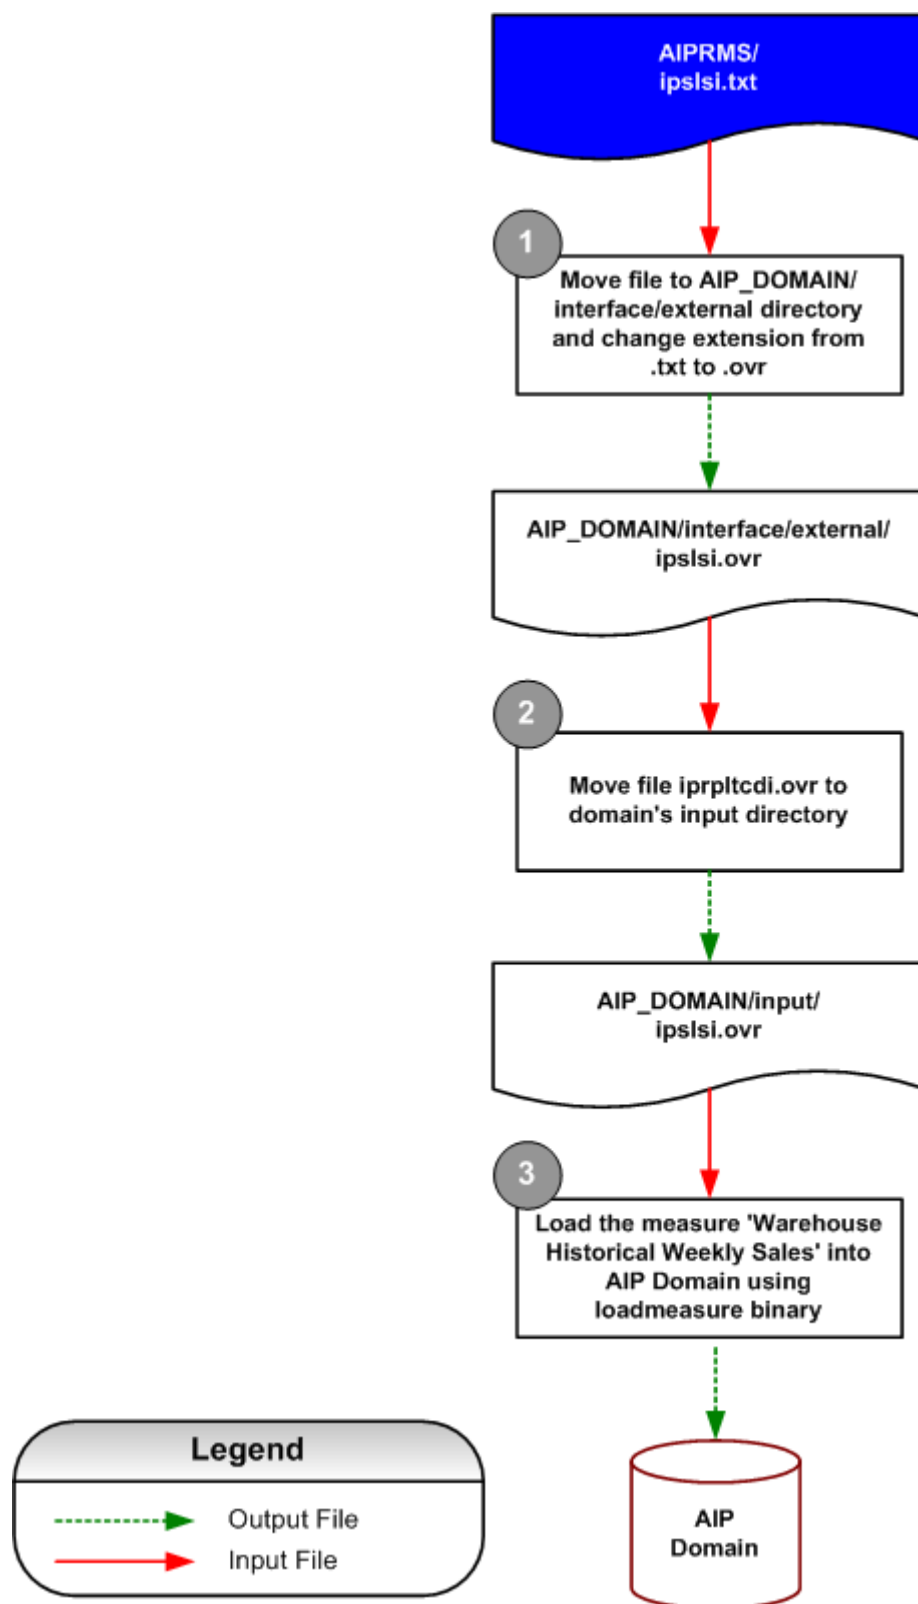 AIPRMS/
ipslsi.txt
1
Move file to AIP_DOMAIN/
interface/external directory
and change extension from
.txt to .ovr
AIP_DOMAIN/interface/external/
ipslsi.ovr
2
Move file iprpltcdi.ovr to
domain's input directory
AIP_DOMAIN/input/
ipslsi.ovr
3
Load the measure 'Warehouse
Historical Weekly Sales' into
AIP Domain using
loadmeasure binary
AIP
Domain
Legend
Output File
Input File